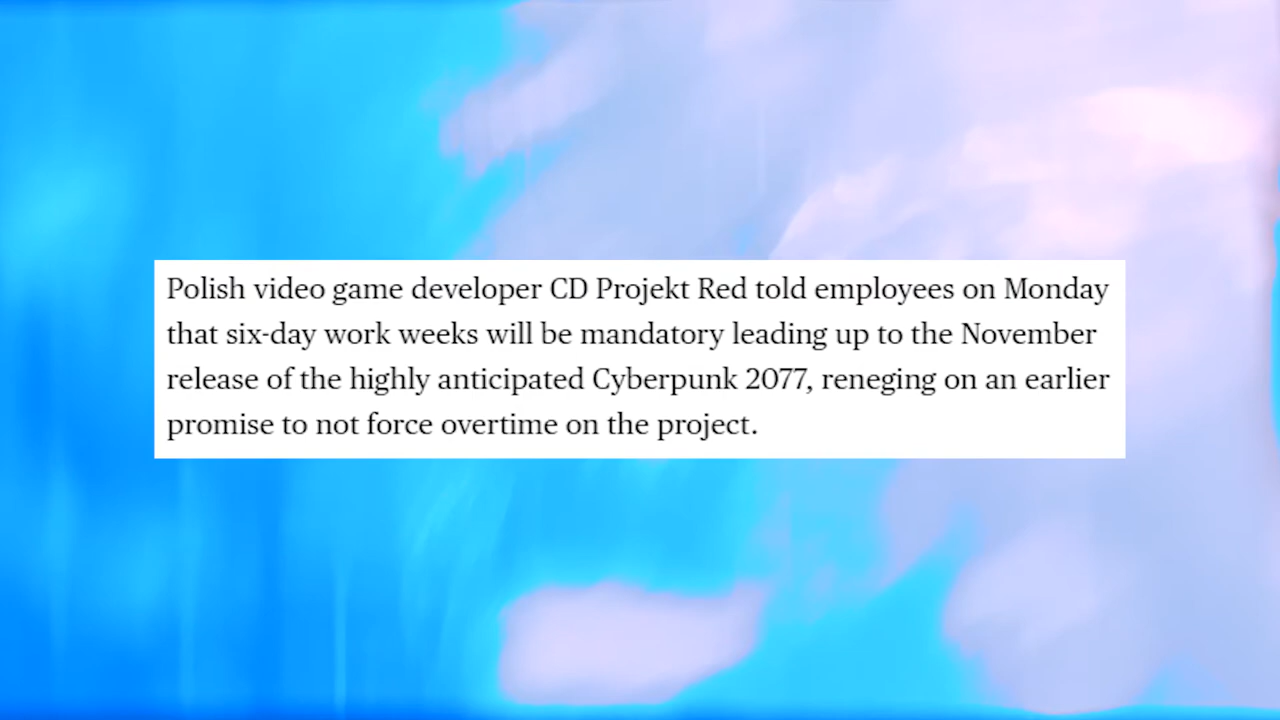 Polish video game developer CD Projekt Red told employees on Monday
that six-day work weeks will be mandatory leading up to the November
release of the highly anticipated Cyberpunk 2077, reneging on an earlier
promise to not force overtime on the project.